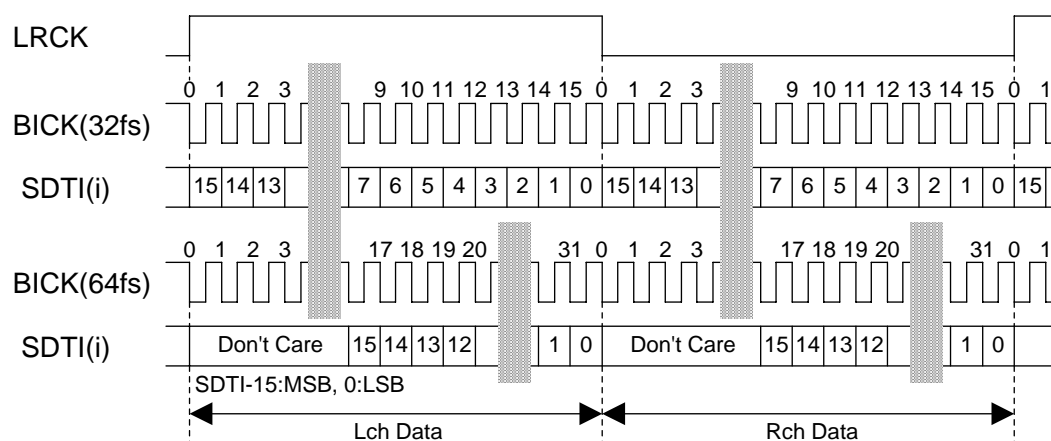 LRCK
0 1 2 3 9 10 11 12 13 14 15 0 1 2 3 9 10 11 12 13 14 15 0 1
BICK(32fs)
SDTI(i) 15 14 13 7 6 5 4 3 2 1 0 15 14 13 7 6 5 4 3 2 1 0 15
0 1 2 3 17 18 19 20 31 0 1 2 3 17 18 19 20 31 0 1
BICK(64fs)
SDTI(i) Don't Care 15 14 13 12 1 0 Don't Care 15 14 13 12 1 0
SDTI-15:MSB, 0:LSB
Lch Data Rch Data